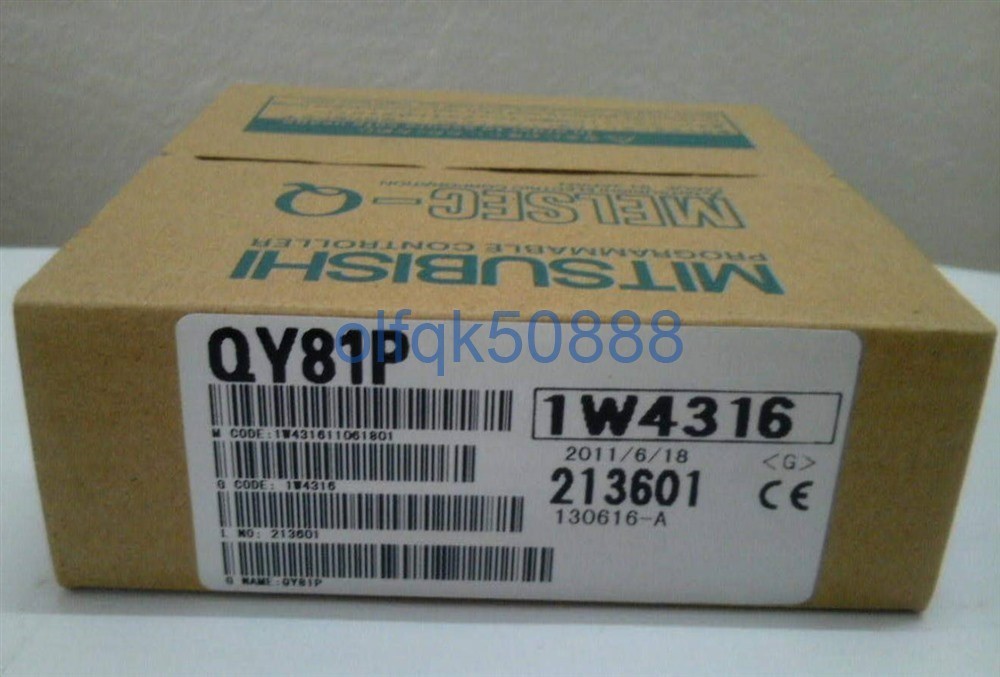 MELSEC-Q
PROGRAMMABLE CONTROLLER
MITSUBISHI
QY81P
olfqk50888
M CODE:1W431611061801
1W4316
2011/6/18
<G>
G CODE: 1W4316
213601
130616-A
CE
L NO: 213601
G NAME:QY81P